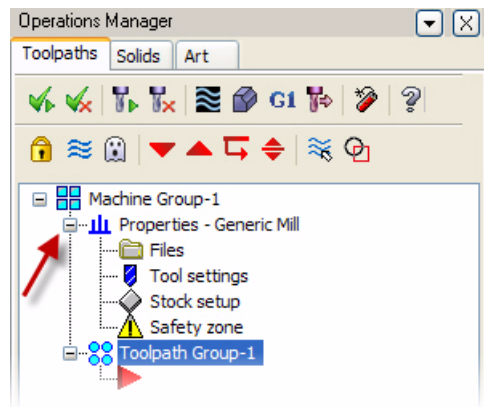 Operations Manager
Toolpaths Solids Art
G1
Machine Group-1
Properties - Generic Mill
Files
Tool settings
Stock setup
Safety zone
Toolpath Group-1